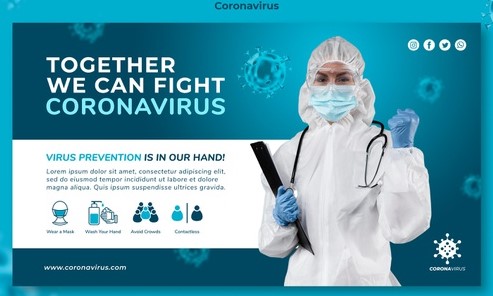 Coronavirus
TOGETHER
WE CAN FIGHT
CORONAVIRUS
VIRUS PREVENTION IS IN OUR HAND!
Lorem ipsum dolor sit amet, consectetur adipiscing
elit, sed do eiusmod tempor incididunt ut labore et dolore
magna aliqua. Quis ipsum suspendisse ultrices gravida.
Wear a Mask
Wash Your Hand
Avoid Crowds
Contactless
www.coronavirus.com
CORONAVIRUS